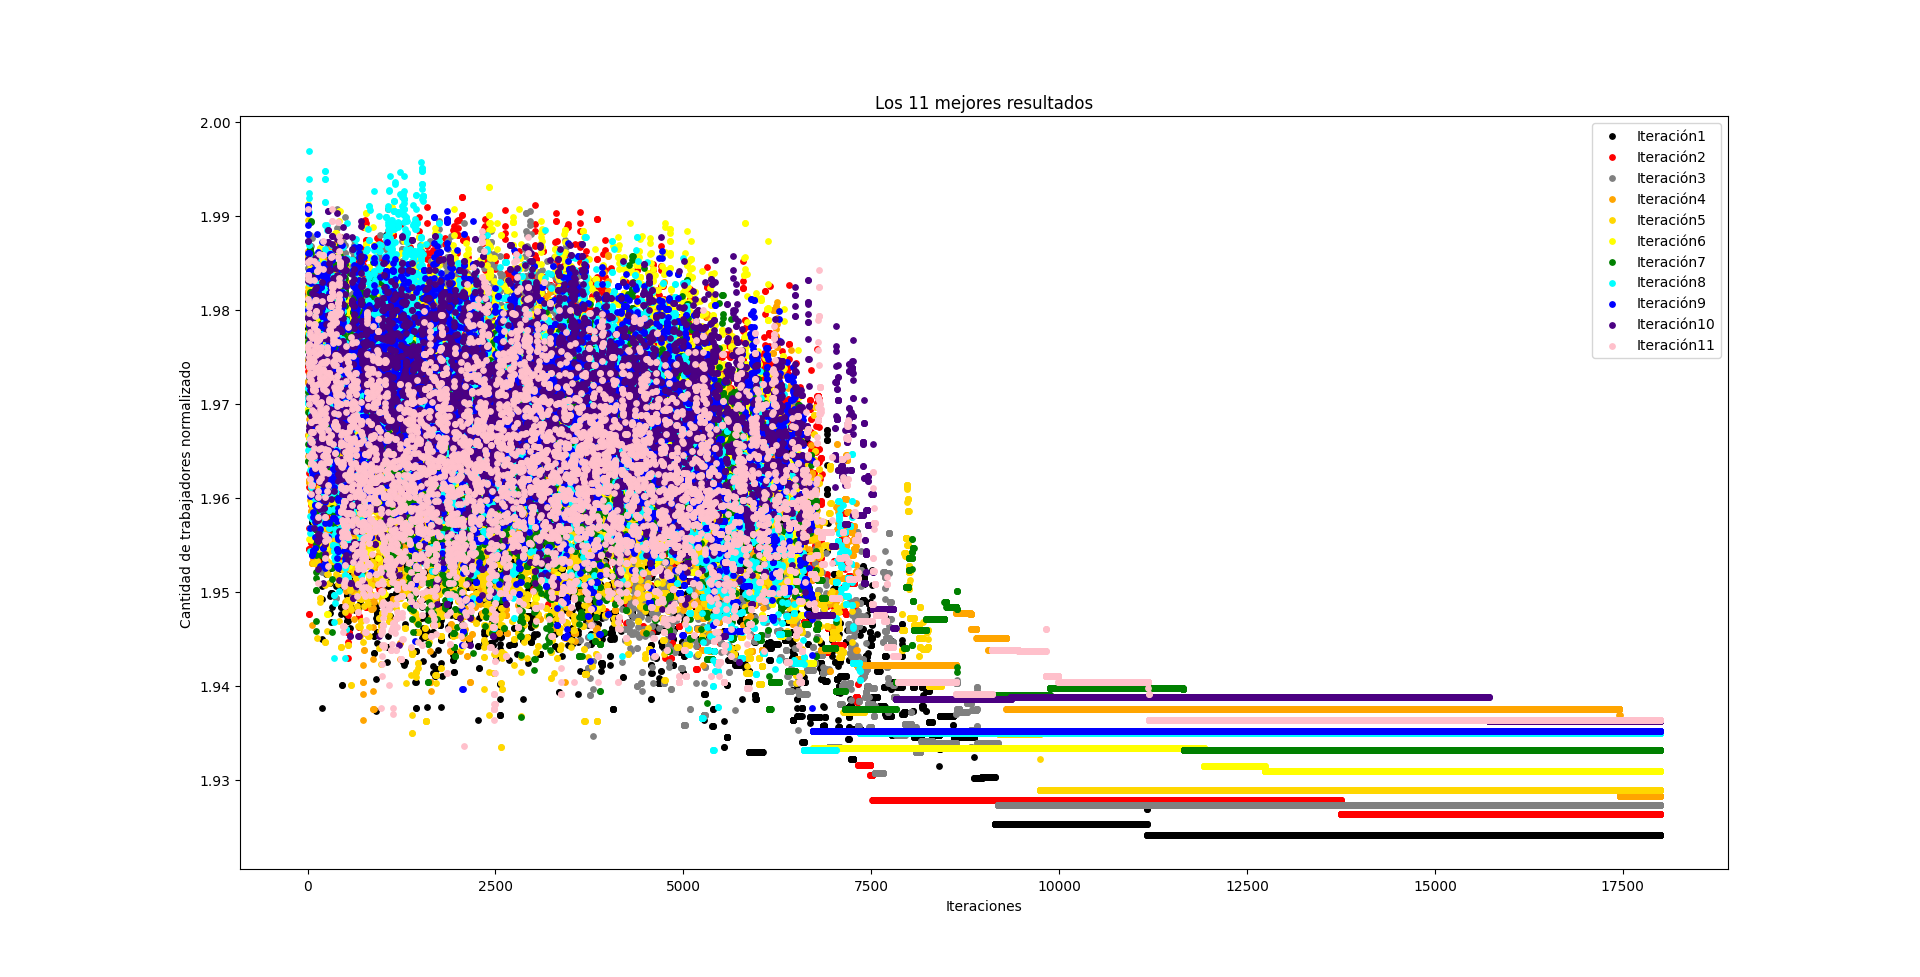 Los 11 mejores resultados
Cantidad de trabajadores normalizado
2.00
1.99
1.98
1.97
1.96
1.95
1.94
1.93
Iteración1
Iteración2
Iteración3
Iteración4
Iteración5
Iteración6
Iteración7
Iteración8
Iteración9
Iteración10
Iteración11
0 2500 5000 7500 10000 12500 15000 17500
Iteraciones